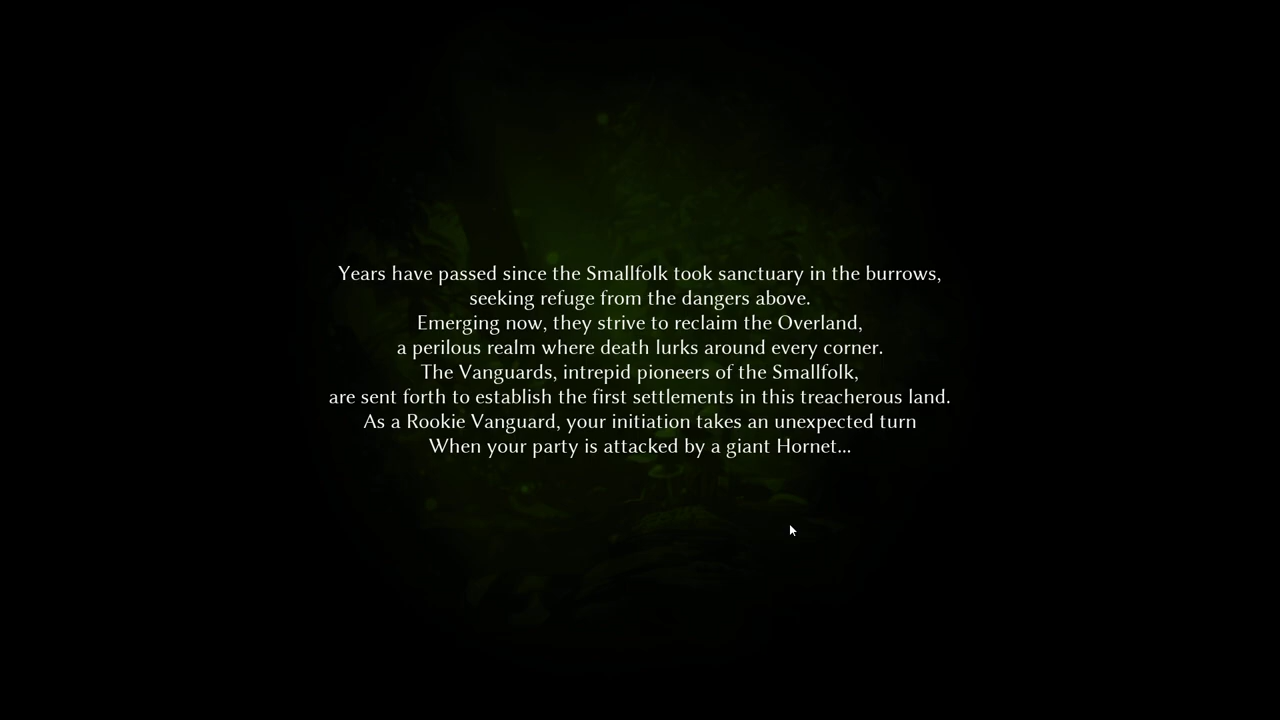 Years have passed since the Smallfolk took sanctuary in the burrows,
seeking refuge from the dangers above.
Emerging now, they strive to reclaim the Overland,
a perilous realm where death lurks around every corner.
The Vanguards, intrepid pioneers of the Smallfolk,
are sent forth to establish the first settlements in this treacherous land.
As a Rookie Vanguard, your initiation takes an unexpected turn
When your party is attacked by a giant Hornet...